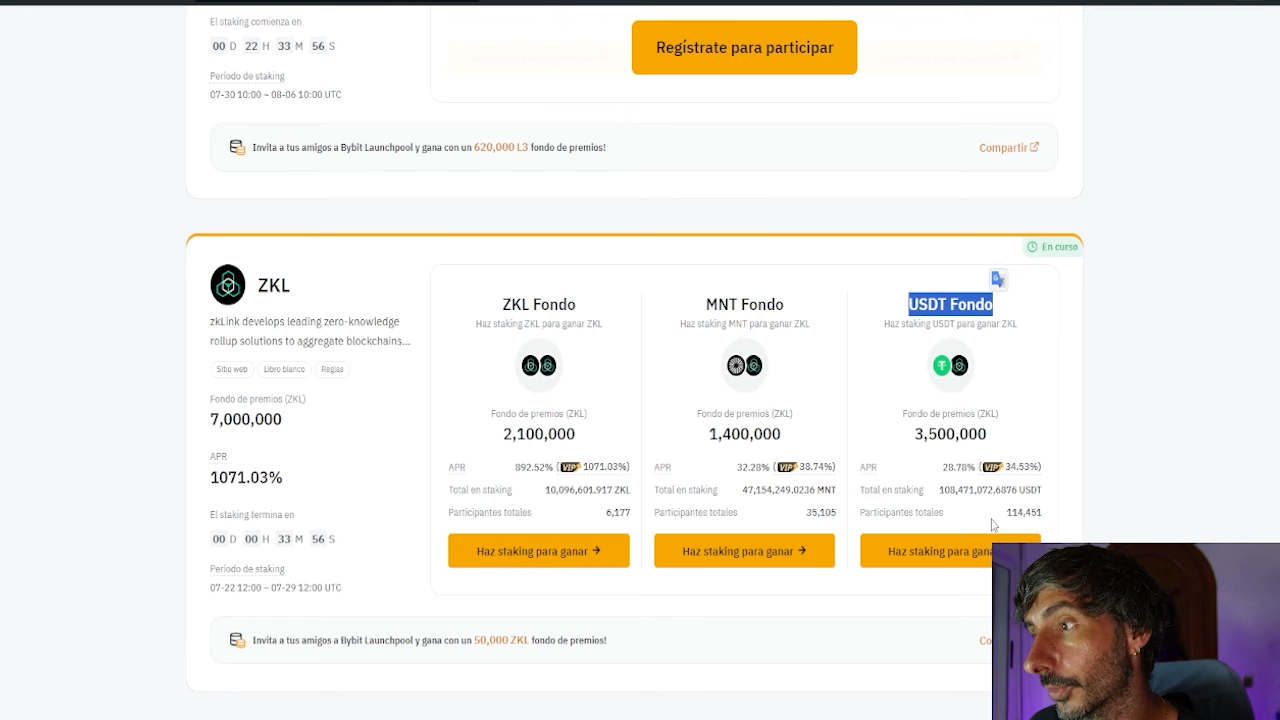 El staking comienza en
00 D 22 H 33 M 56 S
Período de staking
07-30 10:00 ~ 08-06 10:00 UTC
Regístrate para participar
Invita a tus amigos a Bybit Launchpool y gana con un 620,000 L3 fondo de premios!
Compartir
En curso
ZKL
zkLink develops leading zero-knowledge
rollup solutions to aggregate blockchains...
Sitio web
Libro blanco
Reglas
Fondo de premios (ZKL)
7,000,000
APR
1071.03%
El staking termina en
00 D 00 H 33 M 56 S
Período de staking
07-22 12:00 ~ 07-29 12:00 UTC
ZKL Fondo
Haz staking ZKL para ganar ZKL
Fondo de premios (ZKL)
2,100,000
APR 892.52% (VIP 1071.03%)
Total en staking 10,096,601.917 ZKL
Participantes totales 6,177
Haz staking para ganar →
MNT Fondo
Haz staking MNT para ganar ZKL
Fondo de premios (ZKL)
1,400,000
APR 32.28% (VIP 38.74%)
Total en staking 47,154,249.0236 MNT
Participantes totales 35,105
Haz staking para ganar →
USDT Fondo
Haz staking USDT para ganar ZKL
Fondo de premios (ZKL)
3,500,000
APR 28.78% (VIP 34.53%)
Total en staking 108,471,072.6876 USDT
Participantes totales 114,451
Haz staking para gana
Invita a tus amigos a Bybit Launchpool y gana con un 50,000 ZKL fondo de premios!
Co